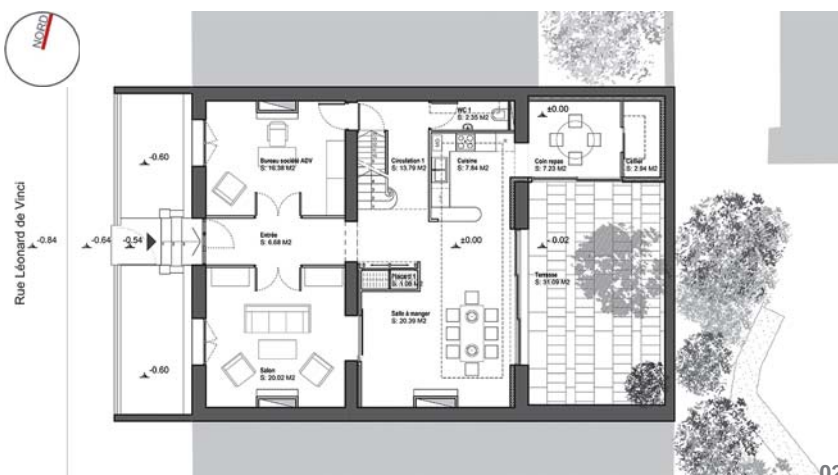 NORD
Rue Léonard de Vinci
-0.84
-0.64
-0.54
-0.60
-0.60
Bureau société ADV
S: 16.38 M2
Entrée
S: 6.68 M2
Salon
S: 20.02 M2
Circulation 1
S: 13.79 M2
WC 1
S: 2.35 M2
Cuisine
S: 7.84 M2
±0.00
Placard 1
S: 1.06 M2
Salle à manger
S: 20.39 M2
±0.00
Coin repas
S: 7.23 M2
Cellier
S: 2.94 M2
-0.02
Terrasse
S: 31.09 M2